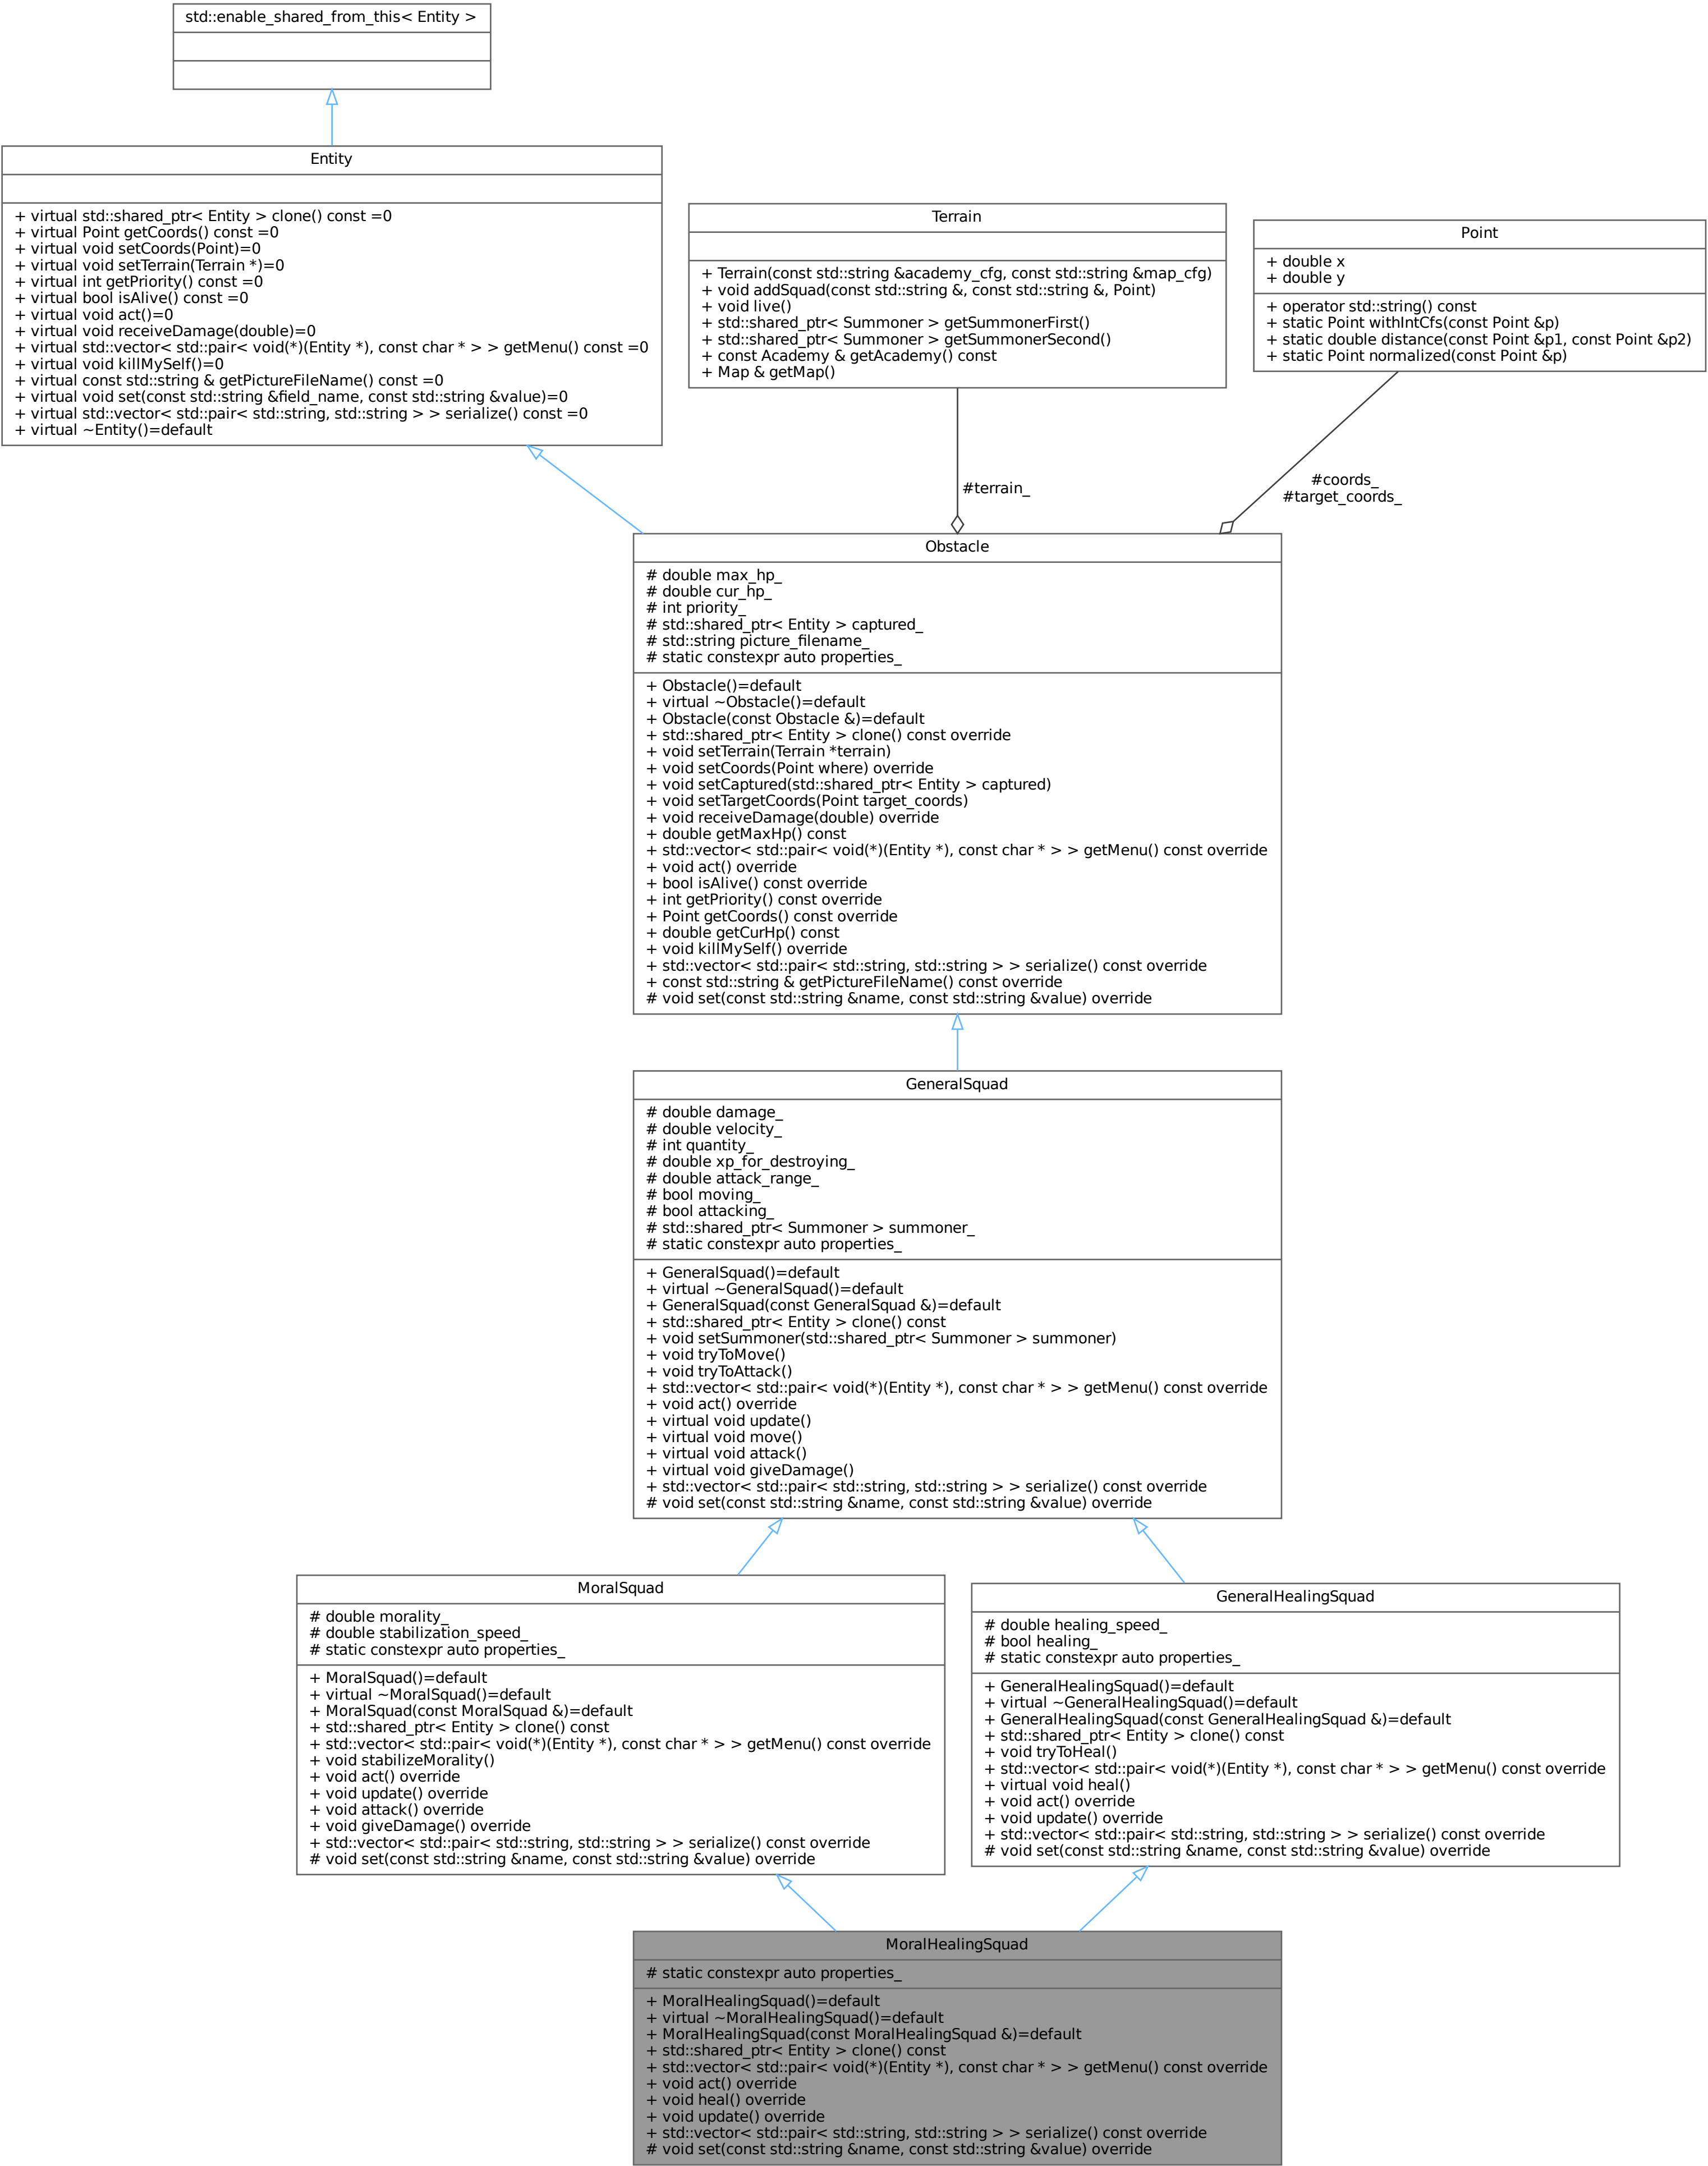 std::enable_shared_from_this< Entity >
Entity
+ virtual std::shared_ptr< Entity > clone() const =0
+ virtual Point getCoords() const =0
+ virtual void setCoords(Point)=0
+ virtual void setTerrain(Terrain *)=0
+ virtual int getPriority() const =0
+ virtual bool isAlive() const =0
+ virtual void act()=0
+ virtual void receiveDamage(double)=0
+ virtual std::vector< std::pair< void(*)(Entity *), const char * > > getMenu() const =0
+ virtual void killMySelf()=0
+ virtual const std::string & getPictureFileName() const =0
+ virtual void set(const std::string &field_name, const std::string &value)=0
+ virtual std::vector< std::pair< std::string, std::string > > serialize() const =0
+ virtual ~Entity()=default
Terrain
+ Terrain(const std::string &academy_cfg, const std::string &map_cfg)
+ void addSquad(const std::string &, const std::string &, Point)
+ void live()
+ std::shared_ptr< Summoner > getSummonerFirst()
+ std::shared_ptr< Summoner > getSummonerSecond()
+ const Academy & getAcademy() const
+ Map & getMap()
Point
+ double x
+ double y
+ operator std::string() const
+ static Point withIntCfs(const Point &p)
+ static double distance(const Point &p1, const Point &p2)
+ static Point normalized(const Point &p)
#terrain_
#coords_
#target_coords_
Obstacle
# double max_hp_
# double cur_hp_
# int priority_
# std::shared_ptr< Entity > captured_
# std::string picture_filename_
# static constexpr auto properties_
+ Obstacle()=default
+ virtual ~Obstacle()=default
+ Obstacle(const Obstacle &)=default
+ std::shared_ptr< Entity > clone() const override
+ void setTerrain(Terrain *terrain)
+ void setCoords(Point where) override
+ void setCaptured(std::shared_ptr< Entity > captured)
+ void setTargetCoords(Point target_coords)
+ void receiveDamage(double) override
+ double getMaxHp() const
+ std::vector< std::pair< void(*)(Entity *), const char * > > getMenu() const override
+ void act() override
+ bool isAlive() const override
+ int getPriority() const override
+ Point getCoords() const override
+ double getCurHp() const
+ void killMySelf() override
+ std::vector< std::pair< std::string, std::string > > serialize() const override
+ const std::string & getPictureFileName() const override
# void set(const std::string &name, const std::string &value) override
GeneralSquad
# double damage_
# double velocity_
# int quantity_
# double xp_for_destroying_
# double attack_range_
# bool moving_
# bool attacking_
# std::shared_ptr< Summoner > summoner_
# static constexpr auto properties_
+ GeneralSquad()=default
+ virtual ~GeneralSquad()=default
+ GeneralSquad(const GeneralSquad &)=default
+ std::shared_ptr< Entity > clone() const
+ void setSummoner(std::shared_ptr< Summoner > summoner)
+ void tryToMove()
+ void tryToAttack()
+ std::vector< std::pair< void(*)(Entity *), const char * > > getMenu() const override
+ void act() override
+ virtual void update()
+ virtual void move()
+ virtual void attack()
+ virtual void giveDamage()
+ std::vector< std::pair< std::string, std::string > > serialize() const override
# void set(const std::string &name, const std::string &value) override
MoralSquad
# double morality_
# double stabilization_speed_
# static constexpr auto properties_
+ MoralSquad()=default
+ virtual ~MoralSquad()=default
+ MoralSquad(const MoralSquad &)=default
+ std::shared_ptr< Entity > clone() const
+ std::vector< std::pair< void(*)(Entity *), const char * > > getMenu() const override
+ void stabilizeMorality()
+ void act() override
+ void update() override
+ void attack() override
+ void giveDamage() override
+ std::vector< std::pair< std::string, std::string > > serialize() const override
# void set(const std::string &name, const std::string &value) override
GeneralHealingSquad
# double healing_speed_
# bool healing_
# static constexpr auto properties_
+ GeneralHealingSquad()=default
+ virtual ~GeneralHealingSquad()=default
+ GeneralHealingSquad(const GeneralHealingSquad &)=default
+ std::shared_ptr< Entity > clone() const
+ void tryToHeal()
+ std::vector< std::pair< void(*)(Entity *), const char * > > getMenu() const override
+ virtual void heal()
+ void act() override
+ void update() override
+ std::vector< std::pair< std::string, std::string > > serialize() const override
# void set(const std::string &name, const std::string &value) override
MoralHealingSquad
# static constexpr auto properties_
+ MoralHealingSquad()=default
+ virtual ~MoralHealingSquad()=default
+ MoralHealingSquad(const MoralHealingSquad &)=default
+ std::shared_ptr< Entity > clone() const
+ std::vector< std::pair< void(*)(Entity *), const char * > > getMenu() const override
+ void act() override
+ void heal() override
+ void update() override
+ std::vector< std::pair< std::string, std::string > > serialize() const override
# void set(const std::string &name, const std::string &value) override